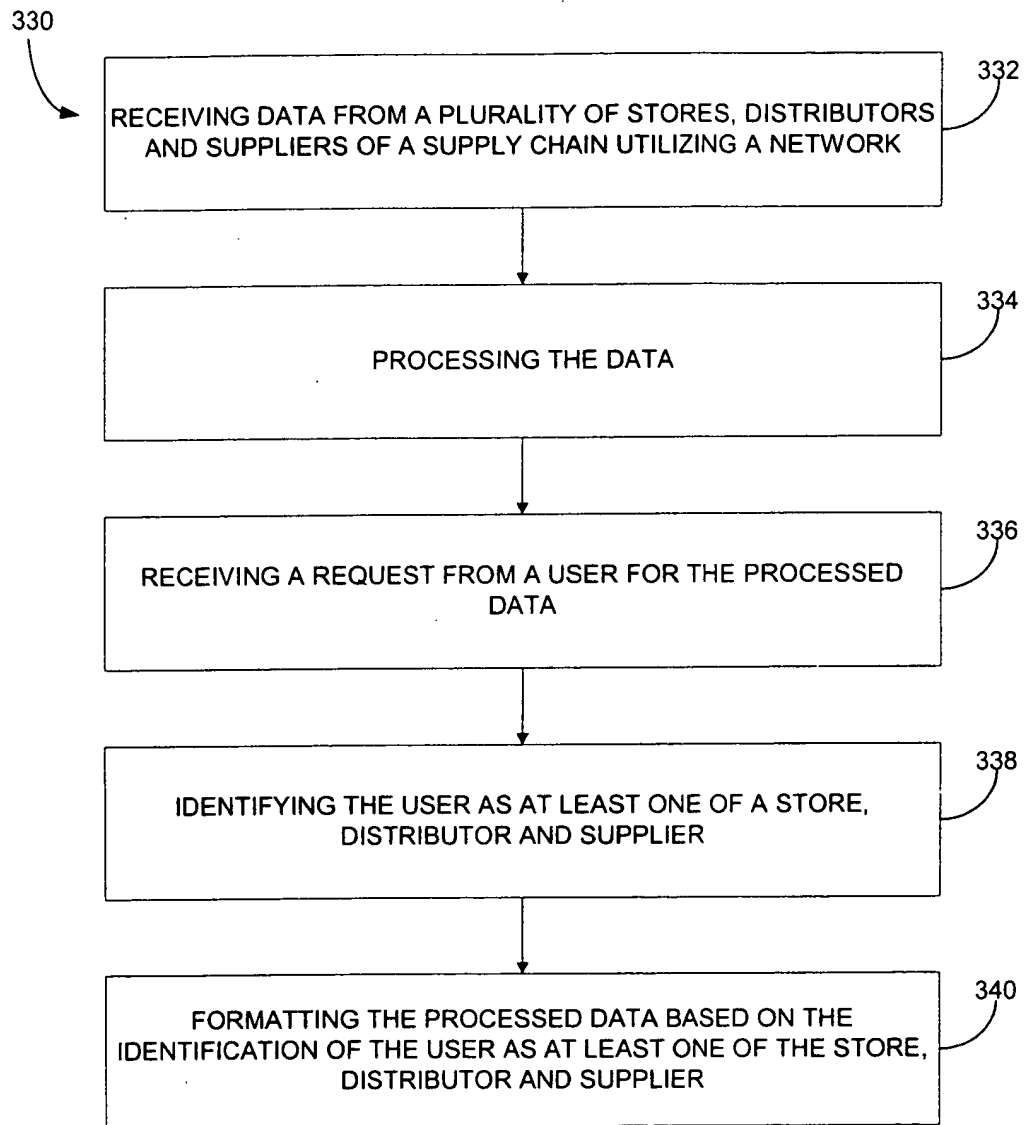 330
332
RECEIVING DATA FROM A PLURALITY OF STORES, DISTRIBUTORS
AND SUPPLIERS OF A SUPPLY CHAIN UTILIZING A NETWORK
334
PROCESSING THE DATA
336
RECEIVING A REQUEST FROM A USER FOR THE PROCESSED
DATA
338
IDENTIFYING THE USER AS AT LEAST ONE OF A STORE,
DISTRIBUTOR AND SUPPLIER
340
FORMATTING THE PROCESSED DATA BASED ON THE
IDENTIFICATION OF THE USER AS AT LEAST ONE OF THE STORE,
DISTRIBUTOR AND SUPPLIER